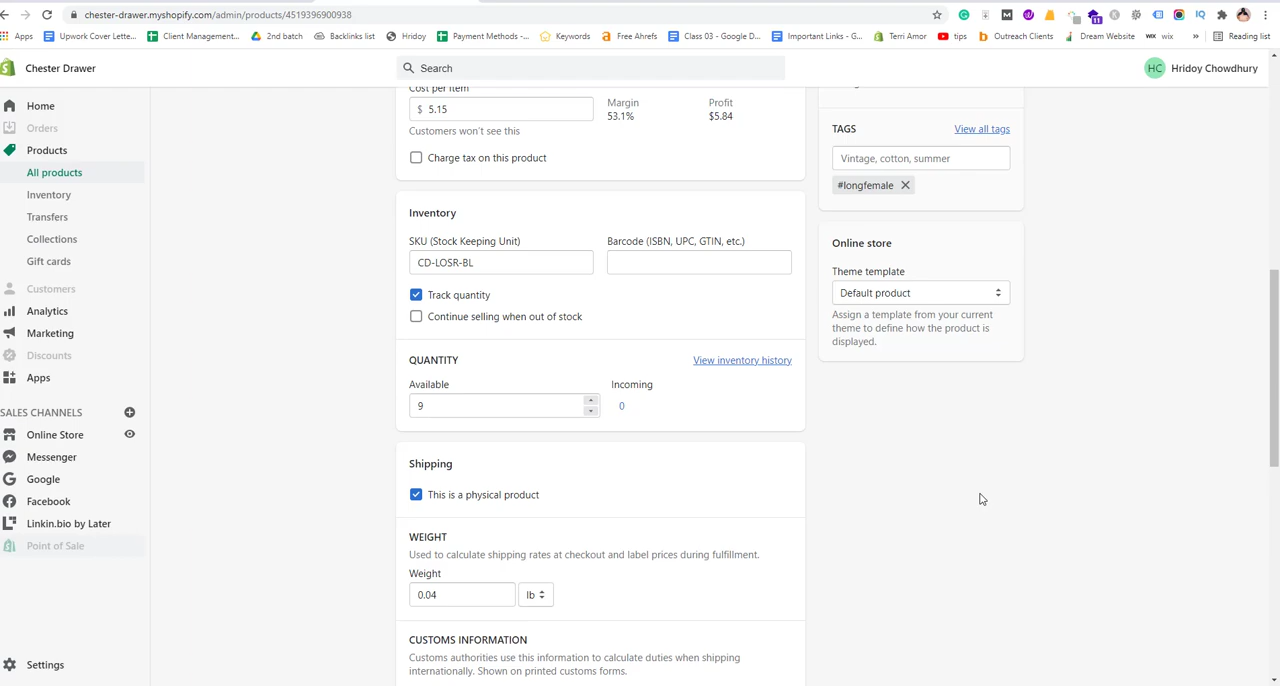 chester-drawer.myshopify.com/admin/products/4519396900938
11
IQ
Apps
Upwork Cover Lette...
Client Management...
2nd batch
Backlinks list
Hridoy
Payment Methods -...
Keywords
Free Ahrefs
Class 03 - Google D...
Important Links - G...
Terri Amor
tips
Outreach Clients
Dream Website
WIX wix
»
Reading list
Chester Drawer
Search
HC Hridoy Chowdhury
Home
Orders
Products
All products
Inventory
Transfers
Collections
Gift cards
Customers
Analytics
Marketing
Discounts
Apps
SALES CHANNELS
Online Store
Messenger
Google
Facebook
Linkin.bio by Later
Point of Sale
Settings
Cost per item
$ 5.15
Margin
53.1%
Profit
$5.84
Customers won't see this
Charge tax on this product
Inventory
SKU (Stock Keeping Unit)
CD-LOSR-BL
Barcode (ISBN, UPC, GTIN, etc.)
Track quantity
Continue selling when out of stock
QUANTITY
View inventory history
Available
9
Incoming
0
Shipping
This is a physical product
WEIGHT
Used to calculate shipping rates at checkout and label prices during fulfillment.
Weight
0.04
lb
CUSTOMS INFORMATION
Customs authorities use this information to calculate duties when shipping
internationally. Shown on printed customs forms.
TAGS
View all tags
Vintage, cotton, summer
#longfemale
Online store
Theme template
Default product
Assign a template from your current
theme to define how the product is
displayed.